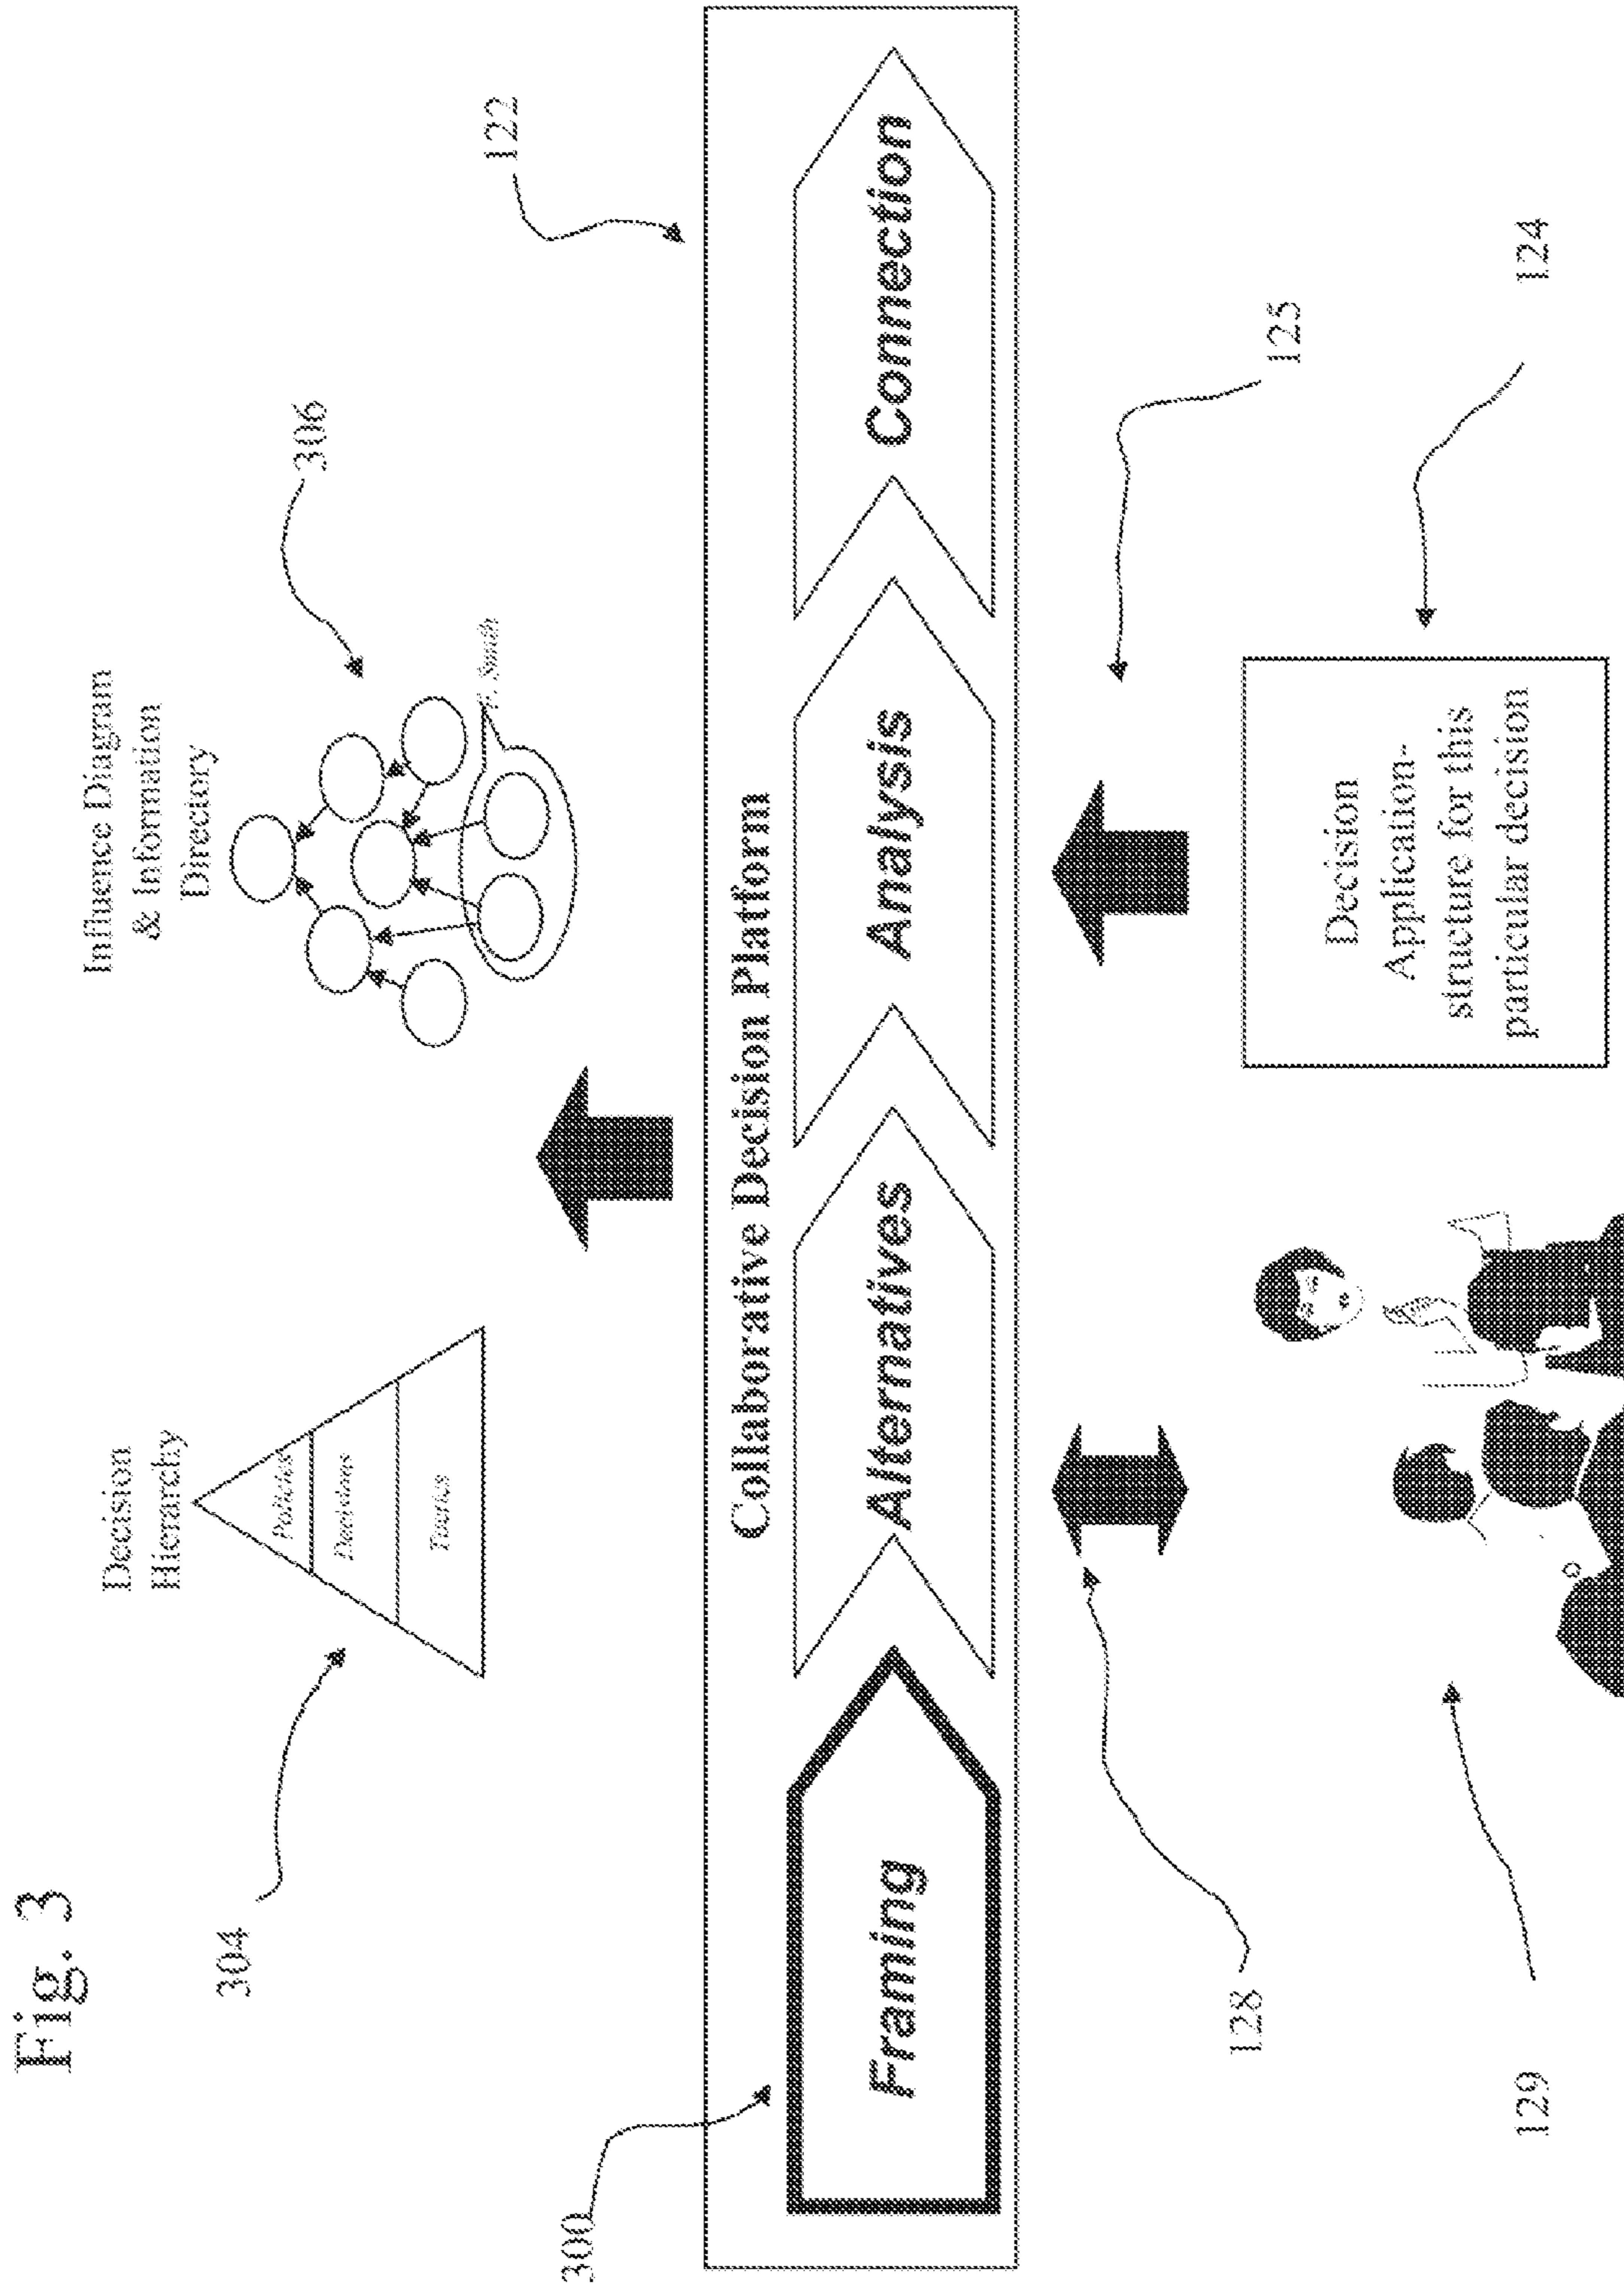 Fig. 3
304
Decision
Hierarchy
Policies
Decisions
Tactics
Influence Diagram
& Information
Directory
306
Smith
122
300
Collaborative Decision Platform
Framing
Alternatives
Analysis
Connection
128
125
129
Decision
Application-
structure for this
particular decision
124